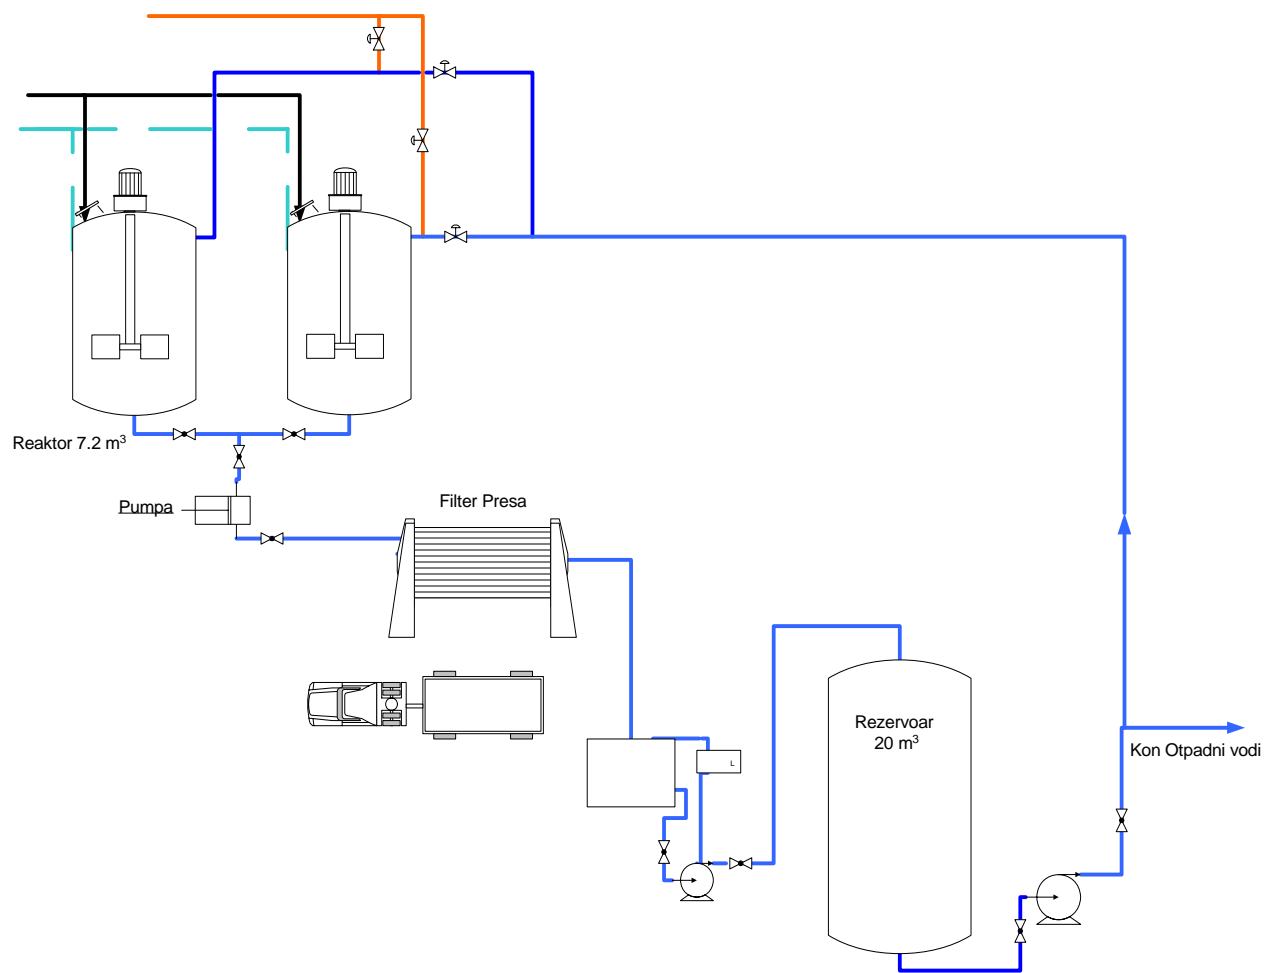 Reaktor 7.2 m³
Pumpa
Filter Presa
L
Rezervoar
20 m³
Kon Otpadni vodi